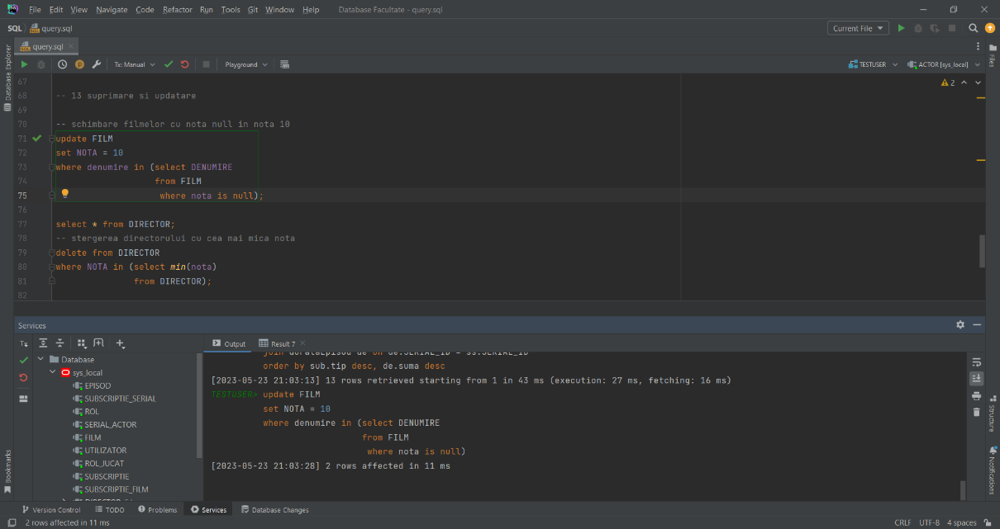 File Edit View Navigate Code Refactor Run Tools Git Window Help Database Facultate - query.sql
SQL query.sql Current File
query.sql
Tx: Manual Playground TESTUSER ACTOR [sys_local]
Database Explorer
Files
2
67
68 -- 13 suprimare si updatare
69
70 -- schimbare filmelor cu nota null in nota 10
71 update FILM
72 set NOTA = 10
73 where denumire in (select DENUMIRE
74 from FILM
75 where nota is null);
76
77 select * from DIRECTOR;
78 -- stergerea directorului cu cea mai mica nota
79 delete from DIRECTOR
80 where NOTA in (select min(nota)
81 from DIRECTOR);
82
Services
Tx
Output Result 7
Database
sys_local
EPISOD
SUBSCRIPTIE_SERIAL
ROL
SERIAL_ACTOR
FILM
UTILIZATOR
ROL_JUCAT
SUBSCRIPTIE
SUBSCRIPTIE_FILM
DIRECTOR
join durataEpisod de on de.SERIAL_ID = ss.SERIAL_ID
order by sub.tip desc, de.suma desc
[2023-05-23 21:03:13] 13 rows retrieved starting from 1 in 43 ms (execution: 27 ms, fetching: 16 ms)
TESTUSER> update FILM
set NOTA = 10
where denumire in (select DENUMIRE
from FILM
where nota is null)
[2023-05-23 21:03:28] 2 rows affected in 11 ms
Bookmarks
Structure
Notifications
Version Control TODO Problems Services Database Changes
2 rows affected in 11 ms CRLF UTF-8 4 spaces